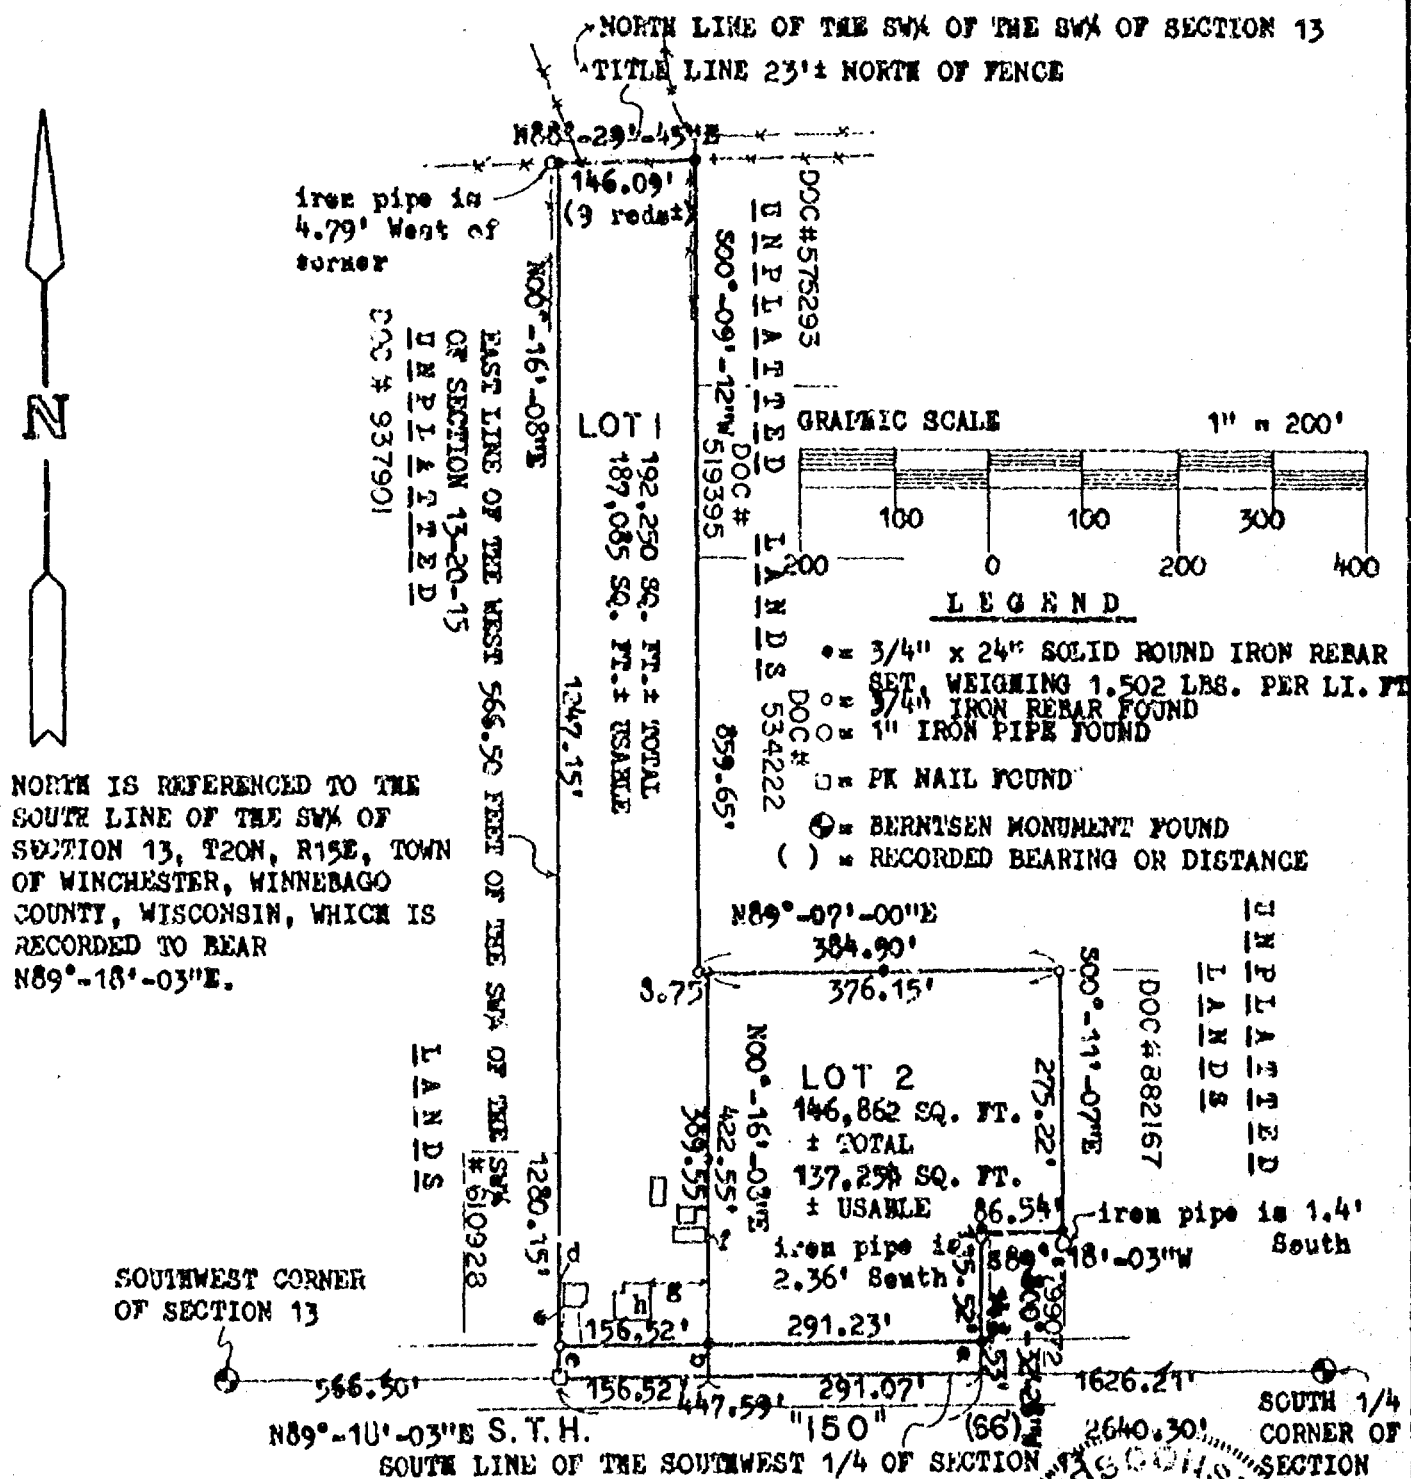 NORTH LINE OF THE SW¼ OF THE SW¼ OF SECTION 13
TITLE LINE 23'± NORTH OF FENCE
N88°-29'-45"E
146.09'
(9 rods±)
iron pipe is
4.79' West of
corner
N00°-16'-08"E
S00°-09'-12"W
UNPLATTED LANDS
DOC#575293
DOC #
519395
DOC#
534222
EAST LINE OF THE WEST 566.50 FEET OF THE SW¼ OF THE SW¼
OF SECTION 13-20-15
UNPLATTED
LANDS
DOC # 937901
# 610928
N
LOT 1
192,250 SQ. FT.± TOTAL
187,085 SQ. FT.± USABLE
1247.15'
1280.15'
859.65'
GRAPHIC SCALE 1" = 200'
100 100 300
200 0 200 400
LEGEND
•= 3/4" x 24" SOLID ROUND IRON REBAR
SET, WEIGHING 1.502 LBS. PER LI. FT
○= 3/4" IRON REBAR FOUND
○= 1" IRON PIPE FOUND
□= PK NAIL FOUND
= BERNTSEN MONUMENT FOUND
( ) = RECORDED BEARING OR DISTANCE
NORTH IS REFERENCED TO THE
SOUTH LINE OF THE SW¼ OF
SECTION 13, T20N, R15E, TOWN
OF WINCHESTER, WINNEBAGO
COUNTY, WISCONSIN, WHICH IS
RECORDED TO BEAR
N89°-18'-03"E.
N89°-07'-00"E
384.90'
376.15'
8.75'
N00°-16'-08"E
422.55'
389.55'
LOT 2
146,862 SQ. FT.
± TOTAL
SQ. FT.
± USABLE
275.22'
S00°-11'-07"E
DOC#882167
UNPLATTED
LANDS
86.54'
iron pipe is 1.4'
South
iron pipe is
2.36' South
S89°-18'-03"W
799072
d
e
f
g
h
a
b
c
156.52'
291.23'
SOUTHWEST CORNER
OF SECTION 13
566.50'
156.52'
291.07'
447.59'
1626.21'
2640.30'
N89°-18'-03"E
S.T.H. "150" (66')
SOUTH LINE OF THE SOUTHWEST 1/4 OF SECTION 13
SOUTH 1/4
CORNER OF
SECTION